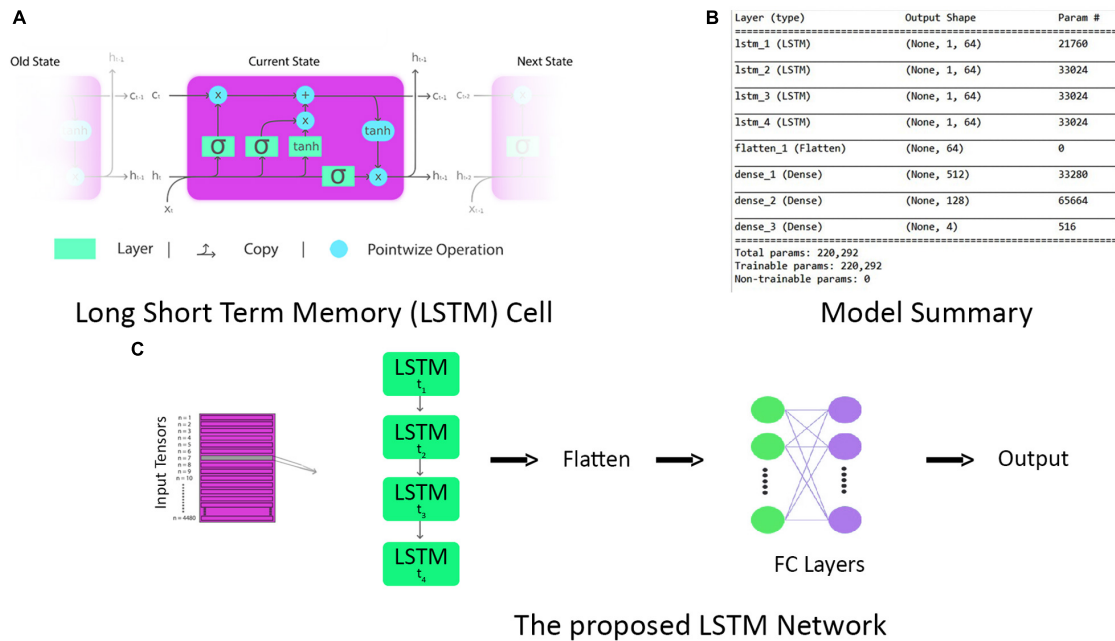 A
Old State
Current State
Next State
hₜ₋₁
hₜ₋₁
Cₜ₋₁
Cₜ
Cₜ₋₁
Cₜ₊₂
x
+
x
x
tanh
tanh
tanh
σ
σ
σ
σ
x
x
hₜ₋₁
hₜ
hₜ₋₁
hₜ₊₂
xₜ
xₜ₋₁
Layer | Copy | Pointwize Operation
Long Short Term Memory (LSTM) Cell
B
Layer (type) Output Shape Param #
lstm_1 (LSTM) (None, 1, 64) 21760
lstm_2 (LSTM) (None, 1, 64) 33024
lstm_3 (LSTM) (None, 1, 64) 33024
lstm_4 (LSTM) (None, 1, 64) 33024
flatten_1 (Flatten) (None, 64) 0
dense_1 (Dense) (None, 512) 33280
dense_2 (Dense) (None, 128) 65664
dense_3 (Dense) (None, 4) 516
Total params: 220,292
Trainable params: 220,292
Non-trainable params: 0
Model Summary
C
Input Tensors
n = 1
n = 2
n = 3
n = 4
n = 5
n = 6
n = 7
n = 8
n = 9
n = 10
n = 4480
LSTM
t₁
LSTM
t₂
LSTM
t₃
LSTM
t₄
Flatten
FC Layers
Output
The proposed LSTM Network